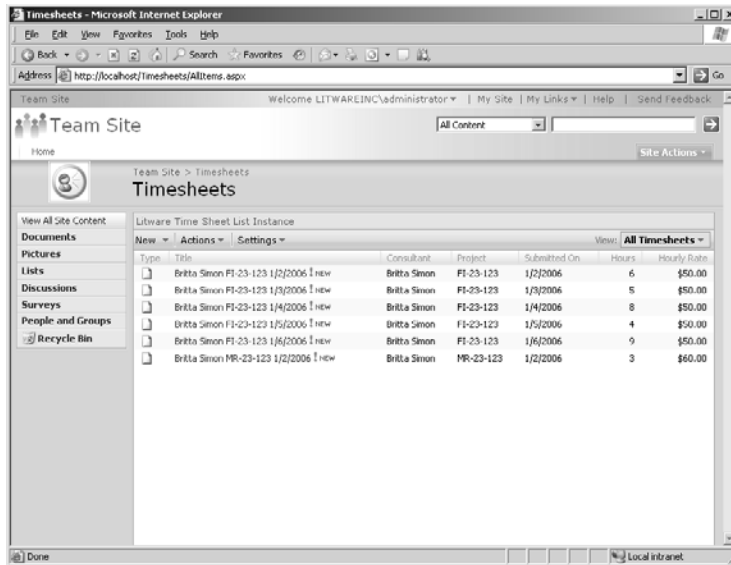 Timesheets - Microsoft Internet Explorer
File Edit View Favorites Tools Help
Back Search Favorites
Address http://localhost/Timesheets/AllItems.aspx Go
Team Site Welcome LITWAREINC\administrator | My Site | My Links | Help | Send Feedback
Team Site All Content
Home Site Actions
Team Site > Timesheets
Timesheets
View All Site Content
Documents
Pictures
Lists
Discussions
Surveys
People and Groups
Recycle Bin
Litware Time Sheet List Instance
New Actions Settings View: All Timesheets
Type Title Consultant Project Submitted On Hours Hourly Rate
Britta Simon FI-23-123 1/2/2006 ! NEW Britta Simon FI-23-123 1/2/2006 6 $50.00
Britta Simon FI-23-123 1/3/2006 ! NEW Britta Simon FI-23-123 1/3/2006 5 $50.00
Britta Simon FI-23-123 1/4/2006 ! NEW Britta Simon FI-23-123 1/4/2006 8 $50.00
Britta Simon FI-23-123 1/5/2006 ! NEW Britta Simon FI-23-123 1/5/2006 4 $50.00
Britta Simon FI-23-123 1/6/2006 ! NEW Britta Simon FI-23-123 1/6/2006 9 $50.00
Britta Simon MR-23-123 1/2/2006 ! NEW Britta Simon MR-23-123 1/2/2006 3 $60.00
Done Local intranet